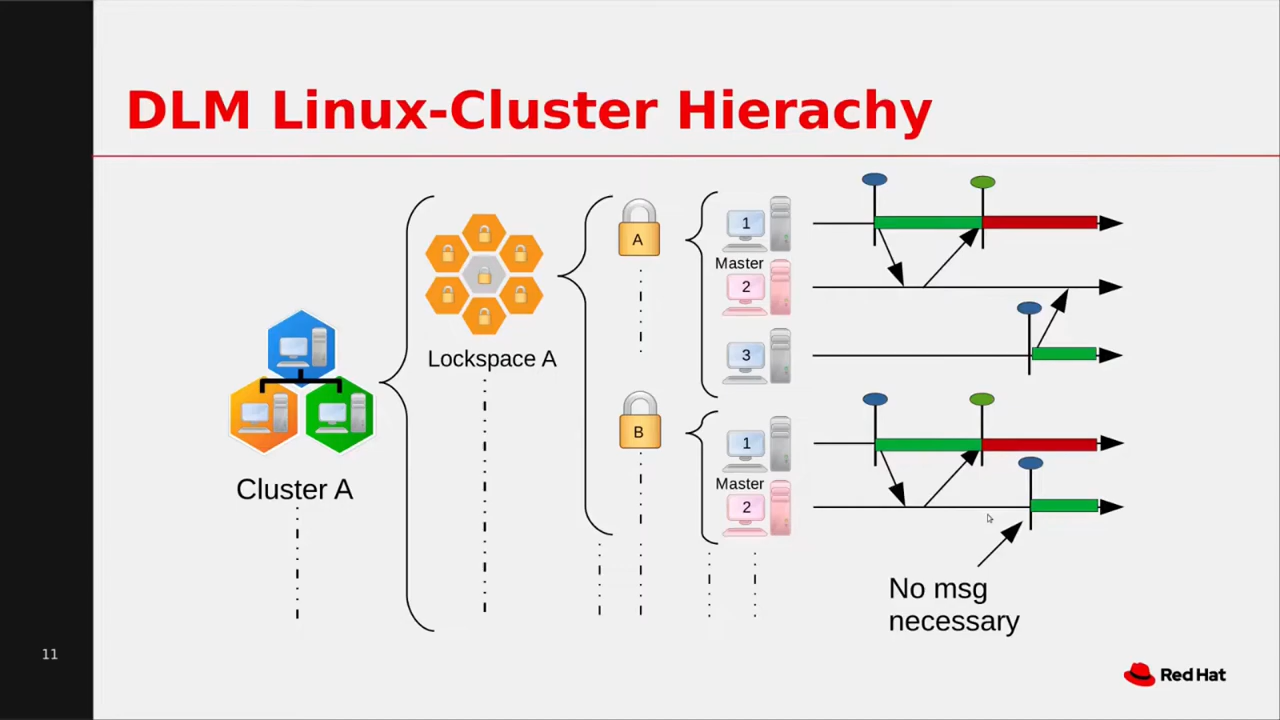 DLM Linux-Cluster Hierachy
Cluster A
Lockspace A
A
B
1
Master
2
3
1
Master
2
No msg
necessary
11
Red Hat